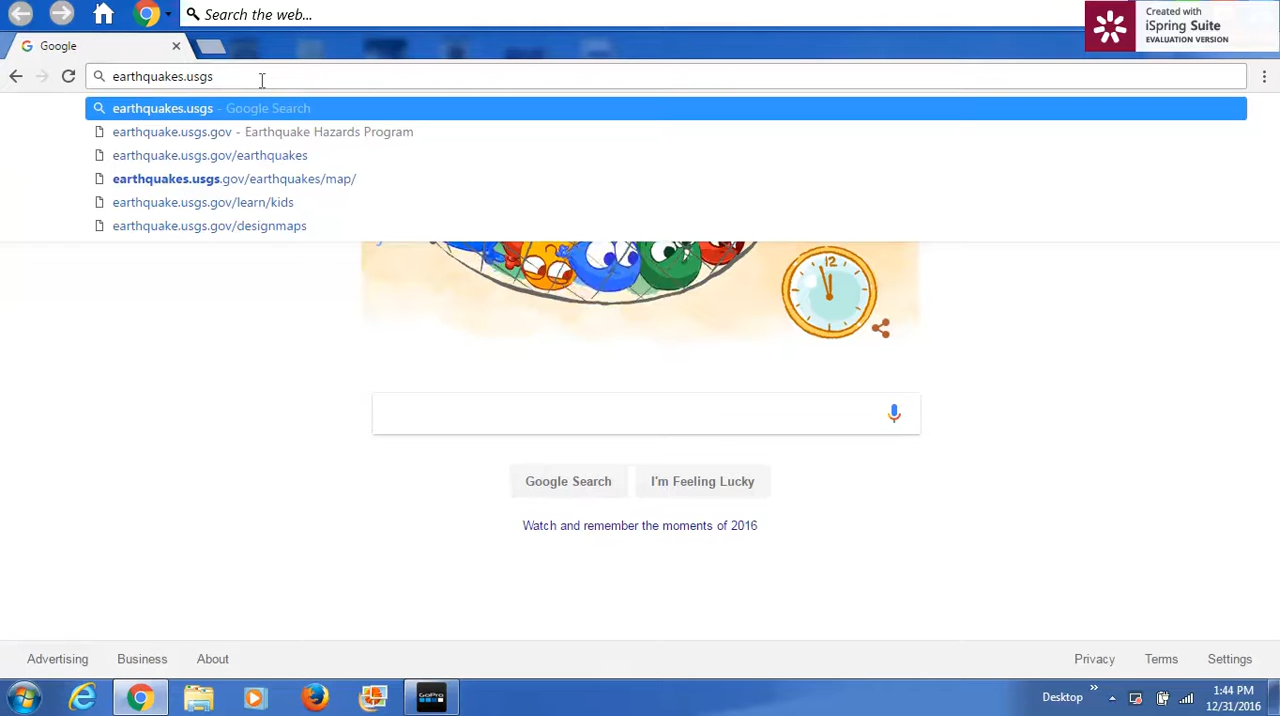 Search the web...
Created with
iSpring Suite
EVALUATION VERSION
Google
earthquakes.usgs
earthquakes.usgs - Google Search
earthquake.usgs.gov - Earthquake Hazards Program
earthquake.usgs.gov/earthquakes
earthquakes.usgs.gov/earthquakes/map/
earthquake.usgs.gov/learn/kids
earthquake.usgs.gov/designmaps
12
Google Search I'm Feeling Lucky
Watch and remember the moments of 2016
Advertising Business About Privacy Terms Settings
GoPro
Desktop
1:44 PM
12/31/2016